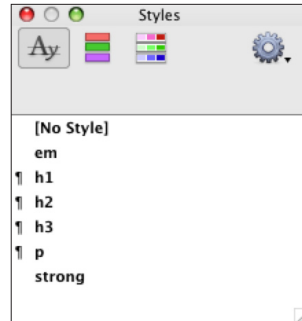 Styles
Ay
[No Style]
em
¶ h1
¶ h2
¶ h3
¶ p
strong